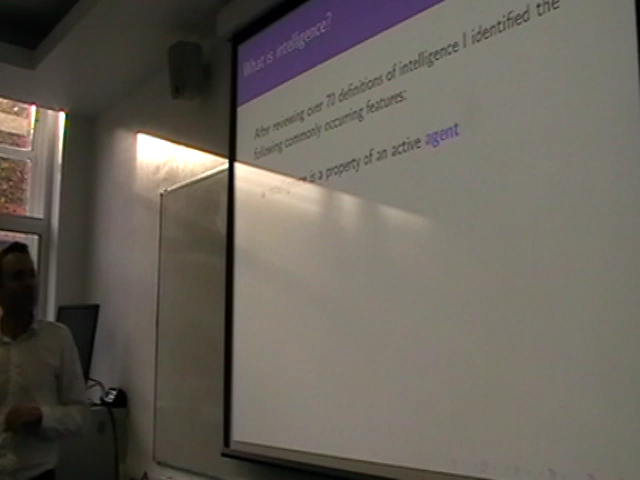 What is intelligence?
After reviewing over 70 definitions of intelligence I identified the
following commonly occurring features:
is a property of an active agent